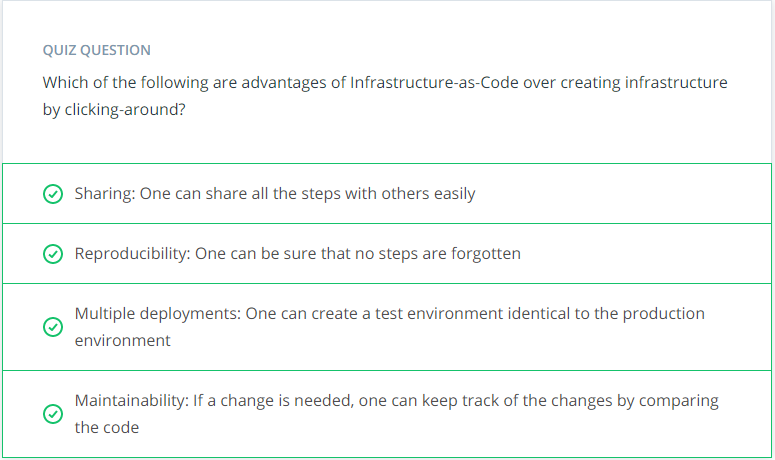 QUIZ QUESTION
Which of the following are advantages of Infrastructure-as-Code over creating infrastructure
by clicking-around?
Sharing: One can share all the steps with others easily
Reproducibility: One can be sure that no steps are forgotten
Multiple deployments: One can create a test environment identical to the production
environment
Maintainability: If a change is needed, one can keep track of the changes by comparing
the code